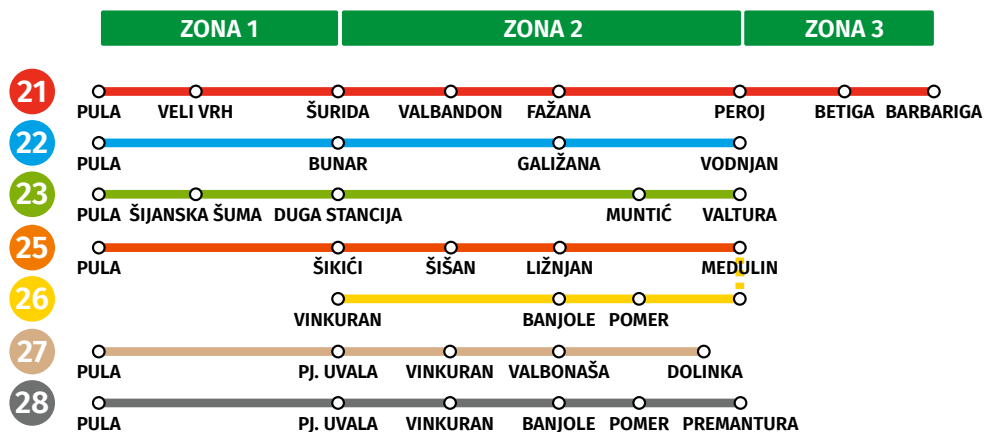 ZONA 1 ZONA 2 ZONA 3
21
PULA VELI VRH ŠURIDA VALBANDON FAŽANA PEROJ BETIGA BARBARIGA
22
PULA BUNAR GALIŽANA VODNJAN
23
PULA ŠIJANSKA ŠUMA DUGA STANCIJA MUNTIĆ VALTURA
25
PULA ŠIKIĆI ŠIŠAN LIŽNJAN MEDULIN
26
VINKURAN BANJOLE POMER
27
PULA PJ. UVALA VINKURAN VALBONAŠA DOLINKA
28
PULA PJ. UVALA VINKURAN BANJOLE POMER PREMANTURA